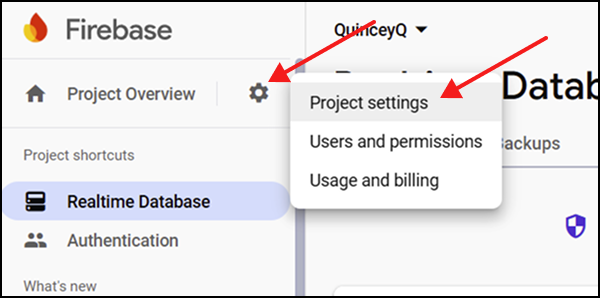 Firebase
QuinceyQ
Project Overview
Project settings
Users and permissions
Usage and billing
Datab
Backups
Project shortcuts
Realtime Database
Authentication
What's new